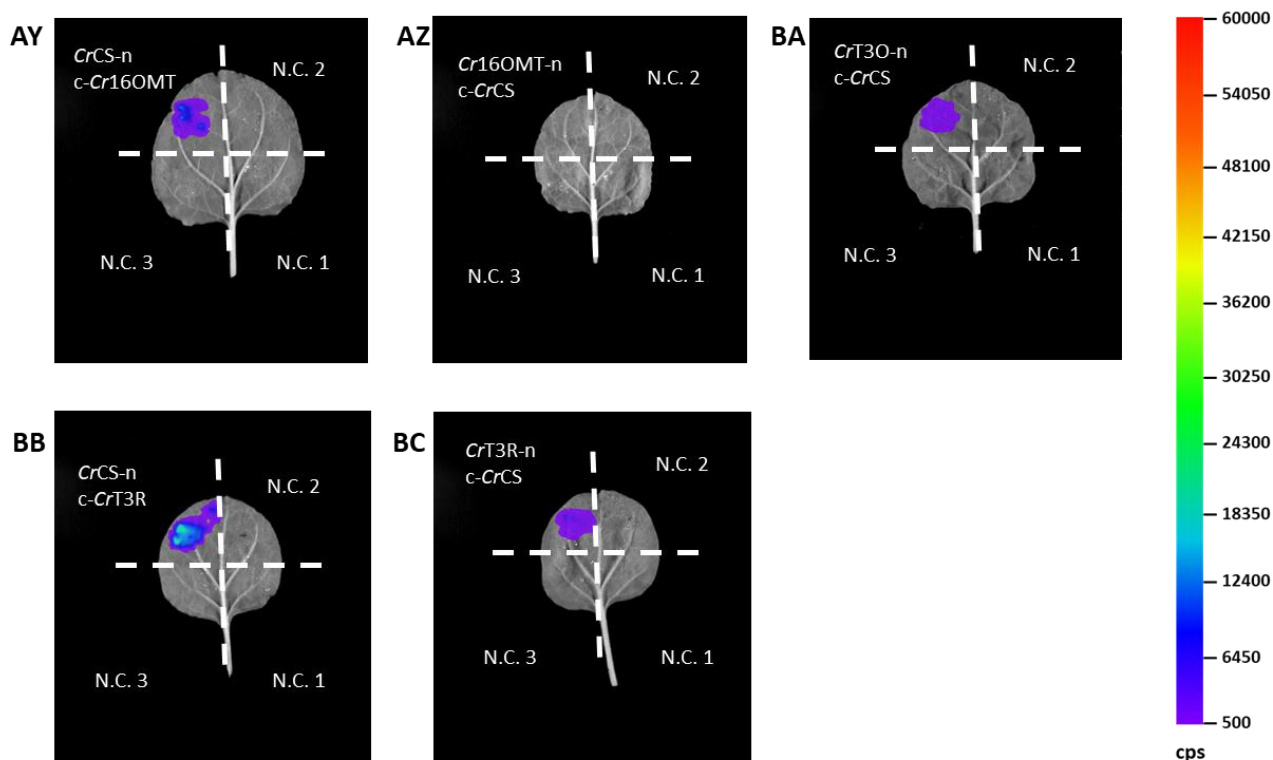 AY
CrCS-n
c-Cr16OMT
N.C. 2
N.C. 3
N.C. 1
AZ
Cr16OMT-n
c-CrCS
N.C. 2
N.C. 3
N.C. 1
BA
CrT3O-n
c-CrCS
N.C. 2
N.C. 3
N.C. 1
BB
CrCS-n
c-CrT3R
N.C. 2
N.C. 3
N.C. 1
BC
CrT3R-n
c-CrCS
N.C. 2
N.C. 3
N.C. 1
60000
54050
48100
42150
36200
30250
24300
18350
12400
6450
500
cps